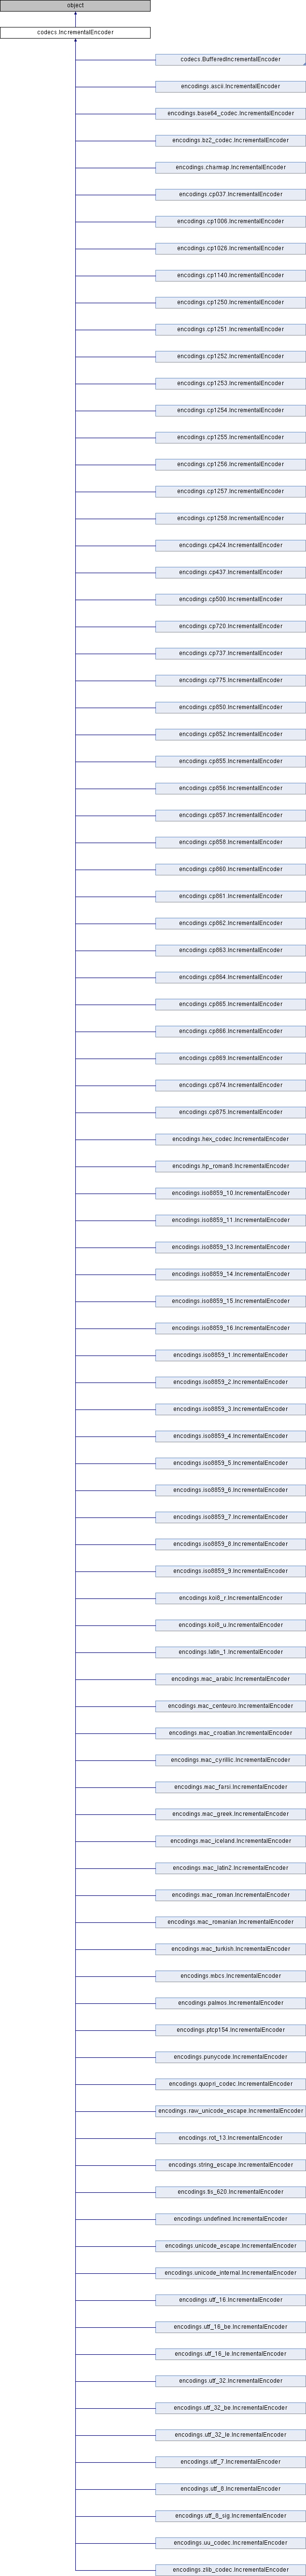 object
codecs.IncrementalEncoder
codecs.BufferedIncrementalEncoder
encodings.ascii.IncrementalEncoder
encodings.base64_codec.IncrementalEncoder
encodings.bz2_codec.IncrementalEncoder
encodings.charmap.IncrementalEncoder
encodings.cp037.IncrementalEncoder
encodings.cp1006.IncrementalEncoder
encodings.cp1026.IncrementalEncoder
encodings.cp1140.IncrementalEncoder
encodings.cp1250.IncrementalEncoder
encodings.cp1251.IncrementalEncoder
encodings.cp1252.IncrementalEncoder
encodings.cp1253.IncrementalEncoder
encodings.cp1254.IncrementalEncoder
encodings.cp1255.IncrementalEncoder
encodings.cp1256.IncrementalEncoder
encodings.cp1257.IncrementalEncoder
encodings.cp1258.IncrementalEncoder
encodings.cp424.IncrementalEncoder
encodings.cp437.IncrementalEncoder
encodings.cp500.IncrementalEncoder
encodings.cp720.IncrementalEncoder
encodings.cp737.IncrementalEncoder
encodings.cp775.IncrementalEncoder
encodings.cp850.IncrementalEncoder
encodings.cp852.IncrementalEncoder
encodings.cp855.IncrementalEncoder
encodings.cp856.IncrementalEncoder
encodings.cp857.IncrementalEncoder
encodings.cp858.IncrementalEncoder
encodings.cp860.IncrementalEncoder
encodings.cp861.IncrementalEncoder
encodings.cp862.IncrementalEncoder
encodings.cp863.IncrementalEncoder
encodings.cp864.IncrementalEncoder
encodings.cp865.IncrementalEncoder
encodings.cp866.IncrementalEncoder
encodings.cp869.IncrementalEncoder
encodings.cp874.IncrementalEncoder
encodings.cp875.IncrementalEncoder
encodings.hex_codec.IncrementalEncoder
encodings.hp_roman8.IncrementalEncoder
encodings.iso8859_10.IncrementalEncoder
encodings.iso8859_11.IncrementalEncoder
encodings.iso8859_13.IncrementalEncoder
encodings.iso8859_14.IncrementalEncoder
encodings.iso8859_15.IncrementalEncoder
encodings.iso8859_16.IncrementalEncoder
encodings.iso8859_1.IncrementalEncoder
encodings.iso8859_2.IncrementalEncoder
encodings.iso8859_3.IncrementalEncoder
encodings.iso8859_4.IncrementalEncoder
encodings.iso8859_5.IncrementalEncoder
encodings.iso8859_6.IncrementalEncoder
encodings.iso8859_7.IncrementalEncoder
encodings.iso8859_8.IncrementalEncoder
encodings.iso8859_9.IncrementalEncoder
encodings.koi8_r.IncrementalEncoder
encodings.koi8_u.IncrementalEncoder
encodings.latin_1.IncrementalEncoder
encodings.mac_arabic.IncrementalEncoder
encodings.mac_centeuro.IncrementalEncoder
encodings.mac_croatian.IncrementalEncoder
encodings.mac_cyrillic.IncrementalEncoder
encodings.mac_farsi.IncrementalEncoder
encodings.mac_greek.IncrementalEncoder
encodings.mac_iceland.IncrementalEncoder
encodings.mac_latin2.IncrementalEncoder
encodings.mac_roman.IncrementalEncoder
encodings.mac_romanian.IncrementalEncoder
encodings.mac_turkish.IncrementalEncoder
encodings.mbcs.IncrementalEncoder
encodings.palmos.IncrementalEncoder
encodings.ptcp154.IncrementalEncoder
encodings.punycode.IncrementalEncoder
encodings.quopri_codec.IncrementalEncoder
encodings.raw_unicode_escape.IncrementalEncoder
encodings.rot_13.IncrementalEncoder
encodings.string_escape.IncrementalEncoder
encodings.tis_620.IncrementalEncoder
encodings.undefined.IncrementalEncoder
encodings.unicode_escape.IncrementalEncoder
encodings.unicode_internal.IncrementalEncoder
encodings.utf_16.IncrementalEncoder
encodings.utf_16_be.IncrementalEncoder
encodings.utf_16_le.IncrementalEncoder
encodings.utf_32.IncrementalEncoder
encodings.utf_32_be.IncrementalEncoder
encodings.utf_32_le.IncrementalEncoder
encodings.utf_7.IncrementalEncoder
encodings.utf_8.IncrementalEncoder
encodings.utf_8_sig.IncrementalEncoder
encodings.uu_codec.IncrementalEncoder
encodings.zlib_codec.IncrementalEncoder